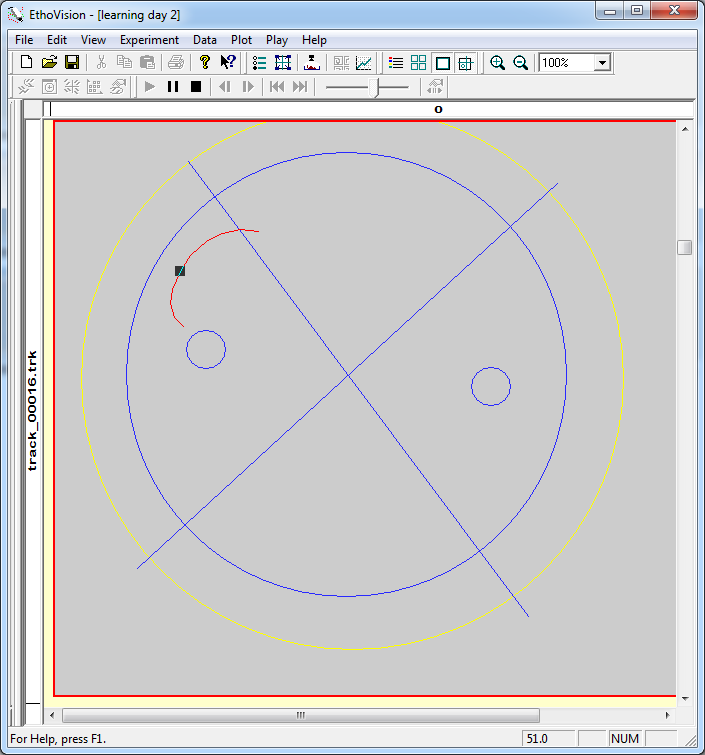 EthoVision - [learning day 2]
File Edit View Experiment Data Plot Play Help
100%
o
track_00016.trk
For Help, press F1.
51.0
NUM